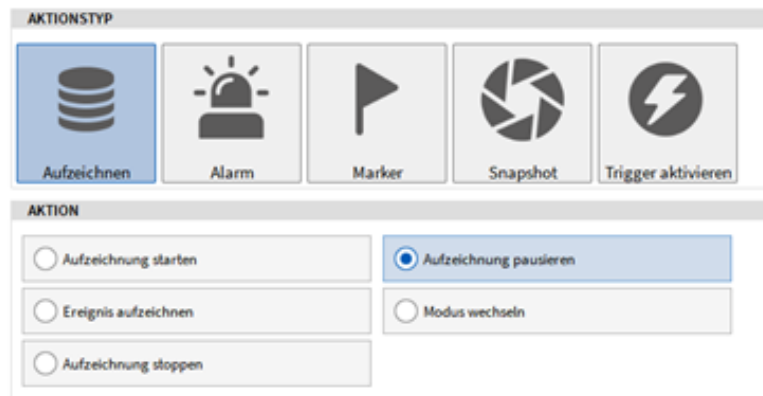 AKTIONSTYP
Aufzeichnen
Alarm
Marker
Snapshot
Trigger aktivieren
AKTION
Aufzeichnung starten
Aufzeichnung pausieren
Ereignis aufzeichnen
Modus wechseln
Aufzeichnung stoppen